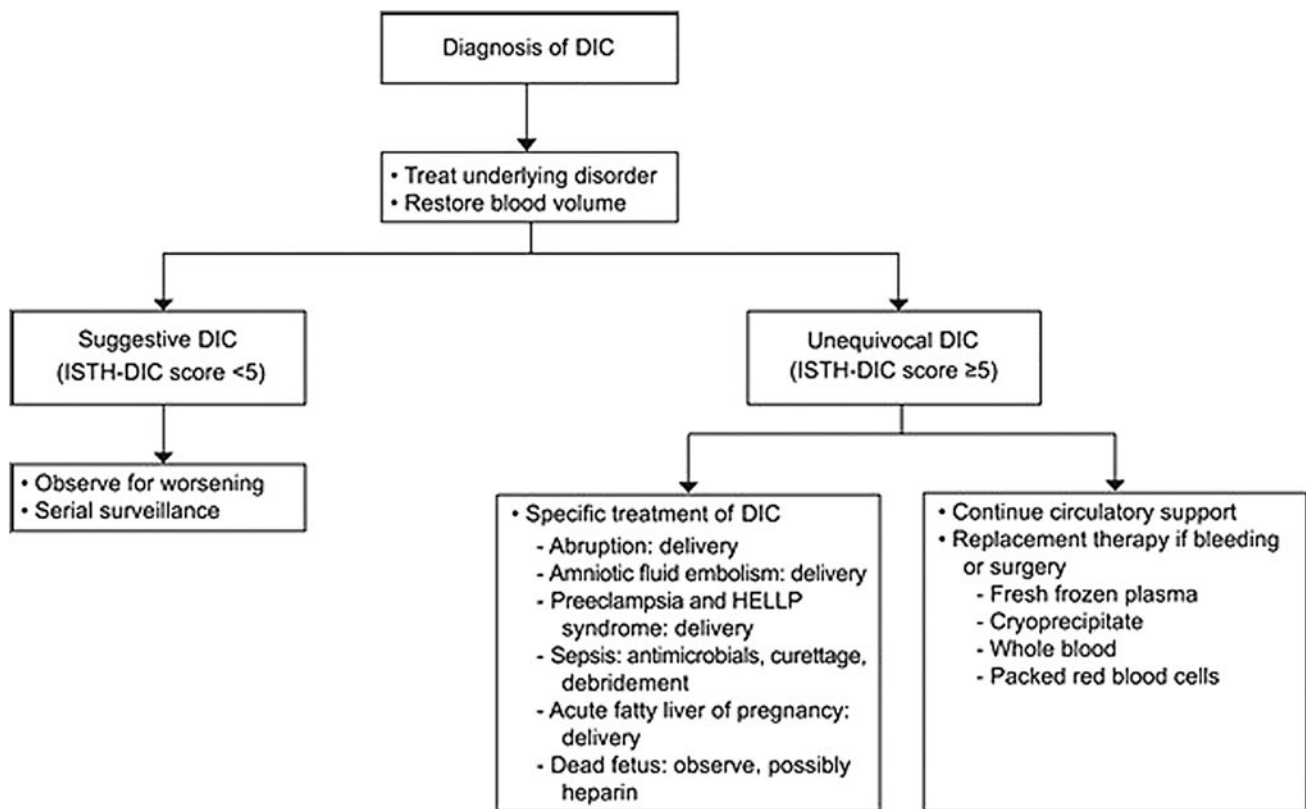 Diagnosis of DIC
• Treat underlying disorder
• Restore blood volume
Suggestive DIC
(ISTH-DIC score <5)
Unequivocal DIC
(ISTH-DIC score ≥5)
• Observe for worsening
• Serial surveillance
• Specific treatment of DIC
- Abruption: delivery
- Amniotic fluid embolism: delivery
- Preeclampsia and HELLP
syndrome: delivery
- Sepsis: antimicrobials, curettage,
debridement
- Acute fatty liver of pregnancy:
delivery
- Dead fetus: observe, possibly
heparin
• Continue circulatory support
• Replacement therapy if bleeding
or surgery
- Fresh frozen plasma
- Cryoprecipitate
- Whole blood
- Packed red blood cells